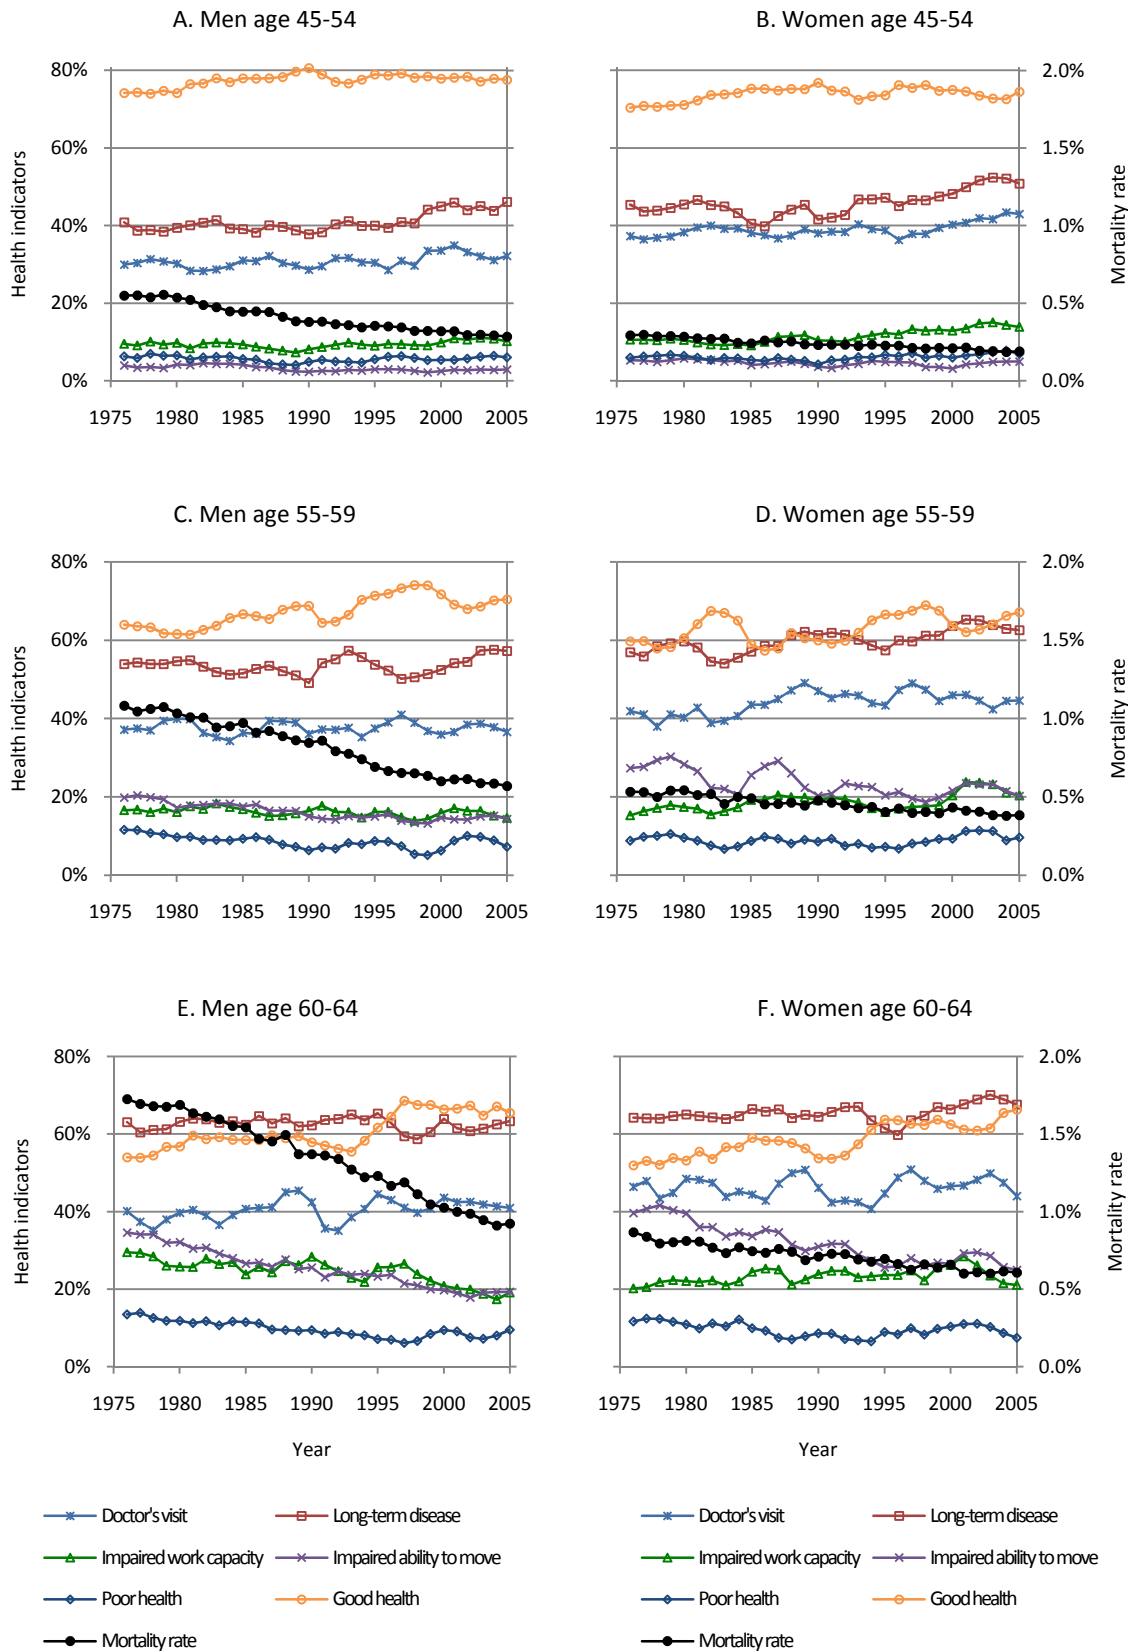 A. Men age 45-54
B. Women age 45-54
80%
60%
40%
20%
0%
Health indicators
2.0%
1.5%
1.0%
0.5%
0.0%
Mortality rate
1975 1980 1985 1990 1995 2000 2005
1975 1980 1985 1990 1995 2000 2005
C. Men age 55-59
D. Women age 55-59
80%
60%
40%
20%
0%
Health indicators
2.0%
1.5%
1.0%
0.5%
0.0%
Mortality rate
1975 1980 1985 1990 1995 2000 2005
1975 1980 1985 1990 1995 2000 2005
E. Men age 60-64
F. Women age 60-64
80%
60%
40%
20%
0%
Health indicators
2.0%
1.5%
1.0%
0.5%
0.0%
Mortality rate
1975 1980 1985 1990 1995 2000 2005
1975 1980 1985 1990 1995 2000 2005
Year
Year
Doctor's visit
Long-term disease
Impaired work capacity
Impaired ability to move
Poor health
Good health
Mortality rate
Doctor's visit
Long-term disease
Impaired work capacity
Impaired ability to move
Poor health
Good health
Mortality rate